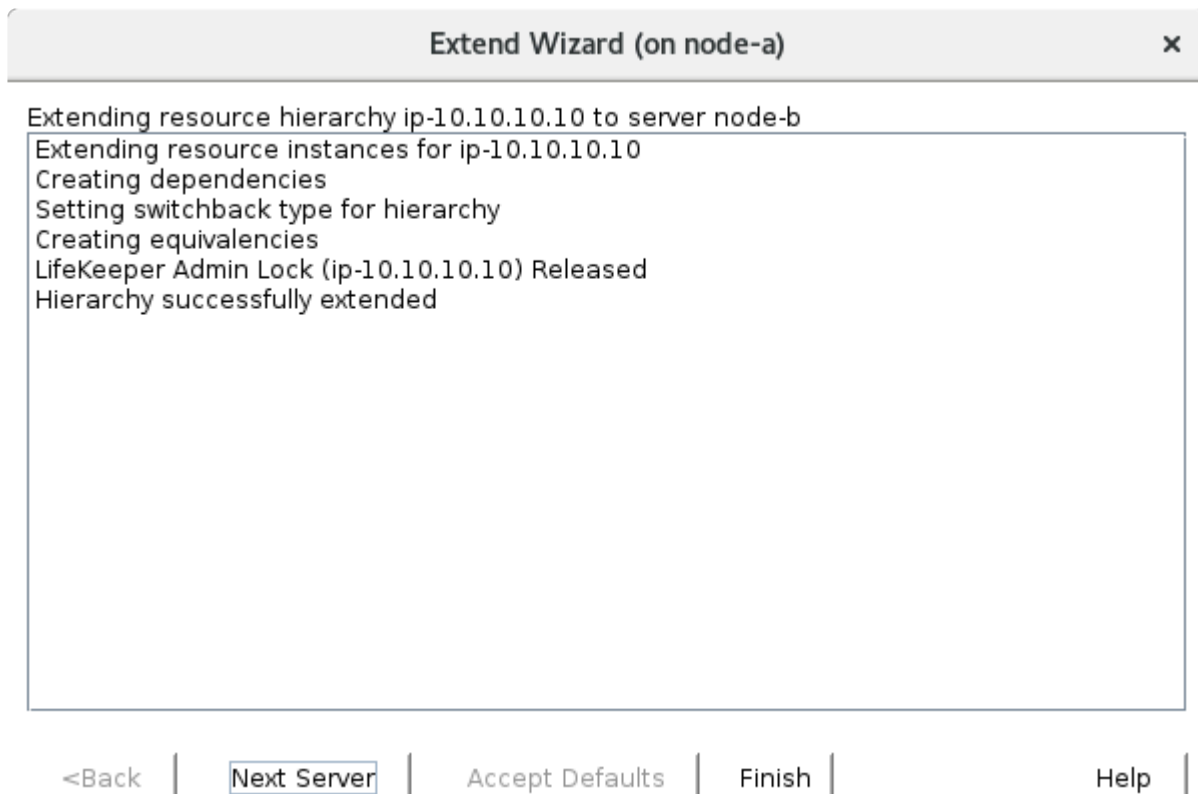 Extend Wizard (on node-a)
×
Extending resource hierarchy ip-10.10.10.10 to server node-b
Extending resource instances for ip-10.10.10.10
Creating dependencies
Setting switchback type for hierarchy
Creating equivalencies
LifeKeeper Admin Lock (ip-10.10.10.10) Released
Hierarchy successfully extended
<Back Next Server Accept Defaults Finish Help